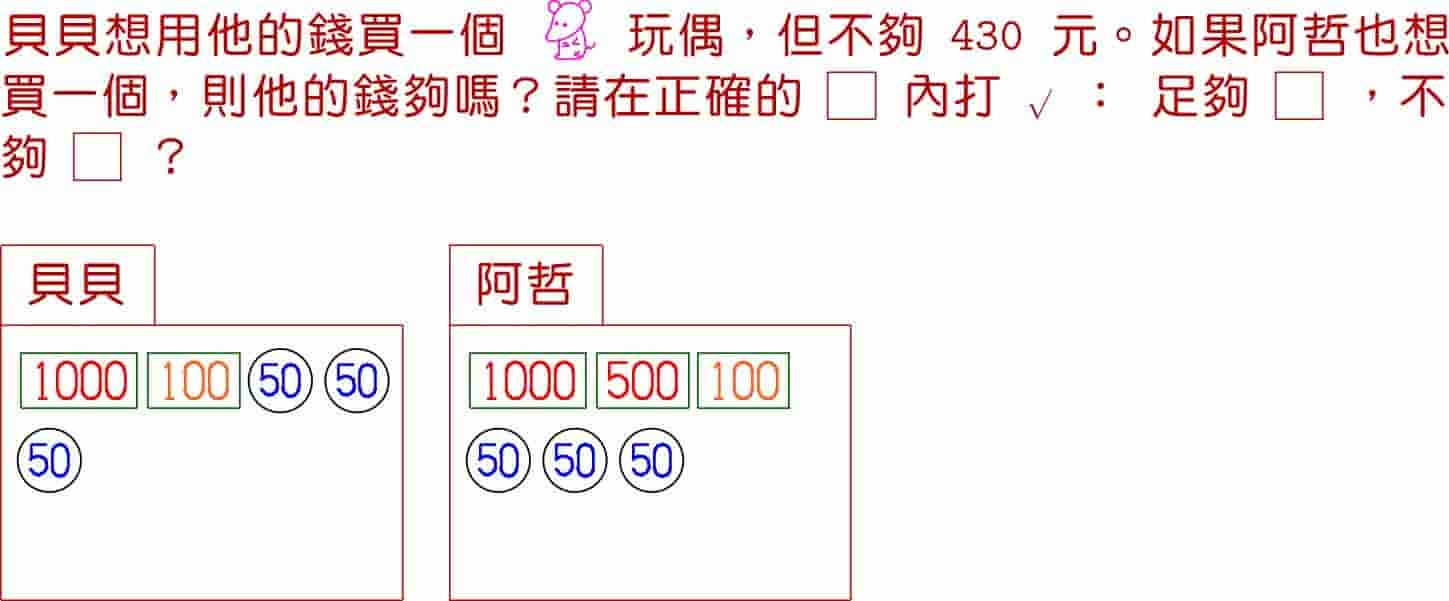 貝貝想用他的錢買一個 玩偶，但不夠 430 元。如果阿哲也想
買一個，則他的錢夠嗎？請在正確的 □ 內打 √ ： 足夠 □ ，不
夠 □ ？
貝貝 阿哲
1000 100 50 50 1000 500 100
50 50 50 50